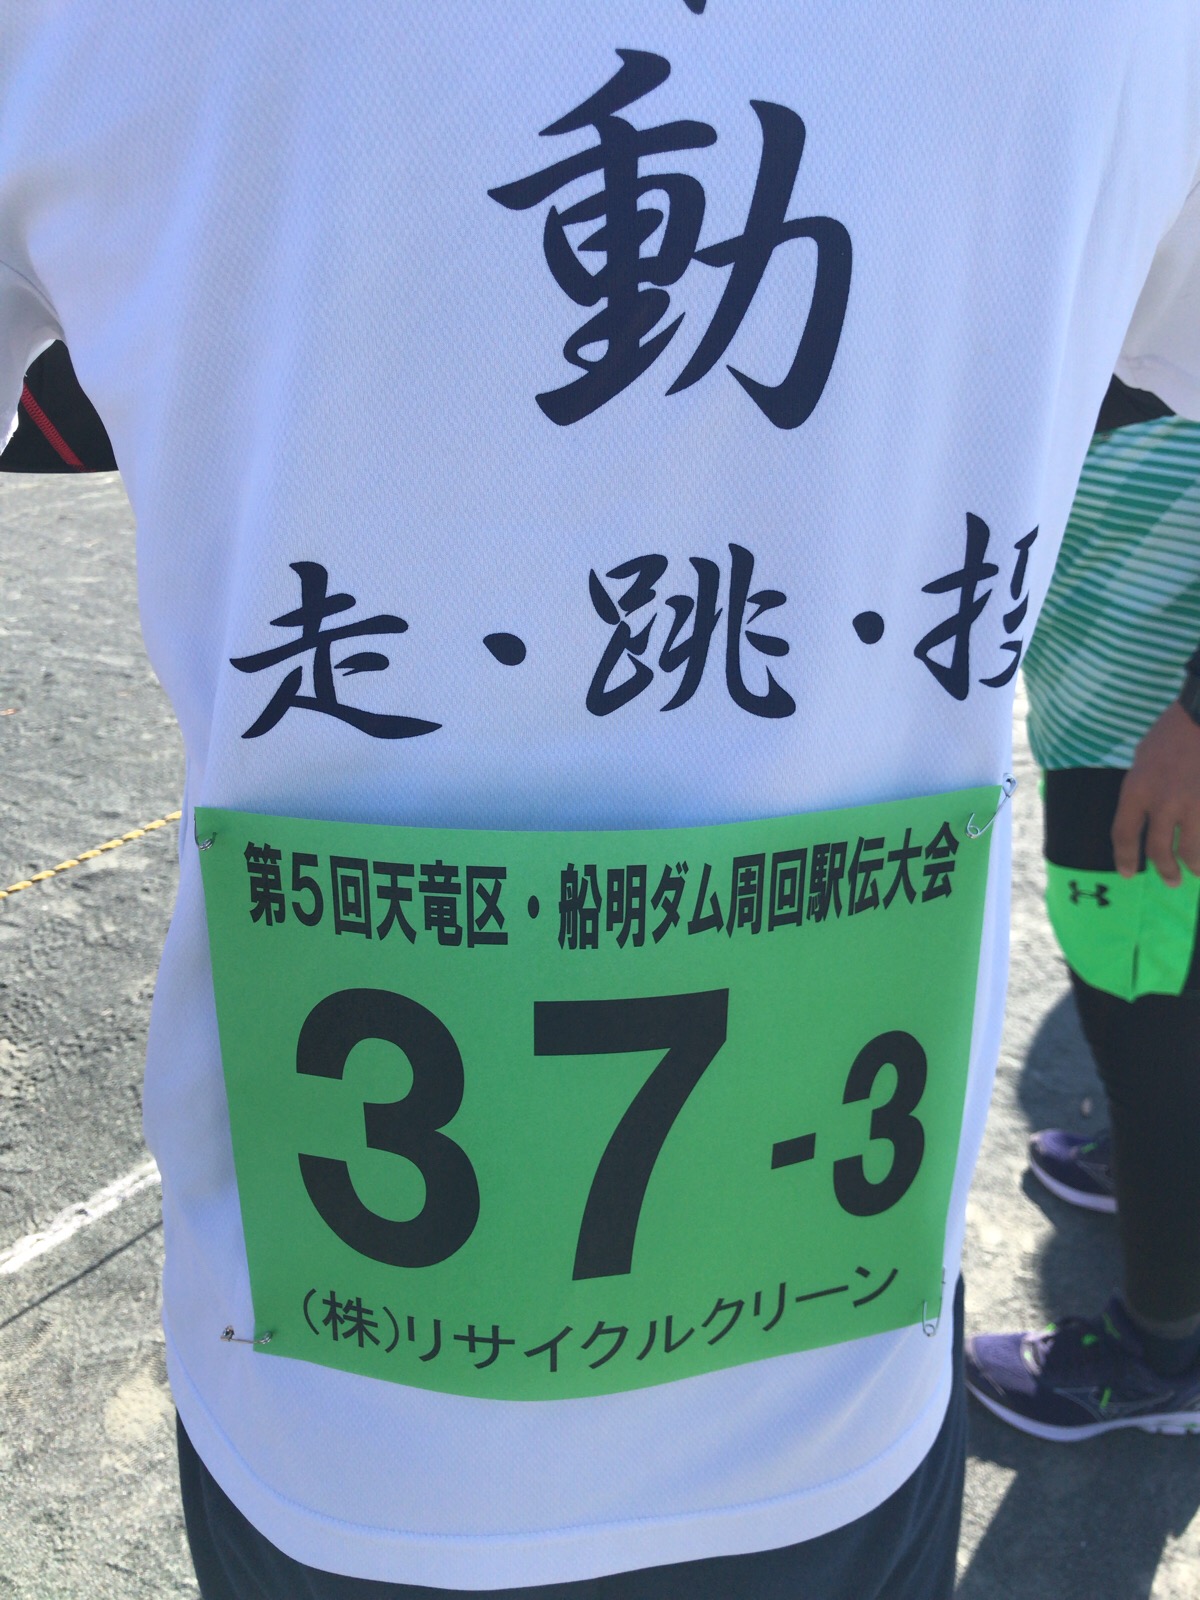 動
走・跳・投
第5回天竜区・船明ダム周回駅伝大会
37-3
(株)リサイクルクリーン